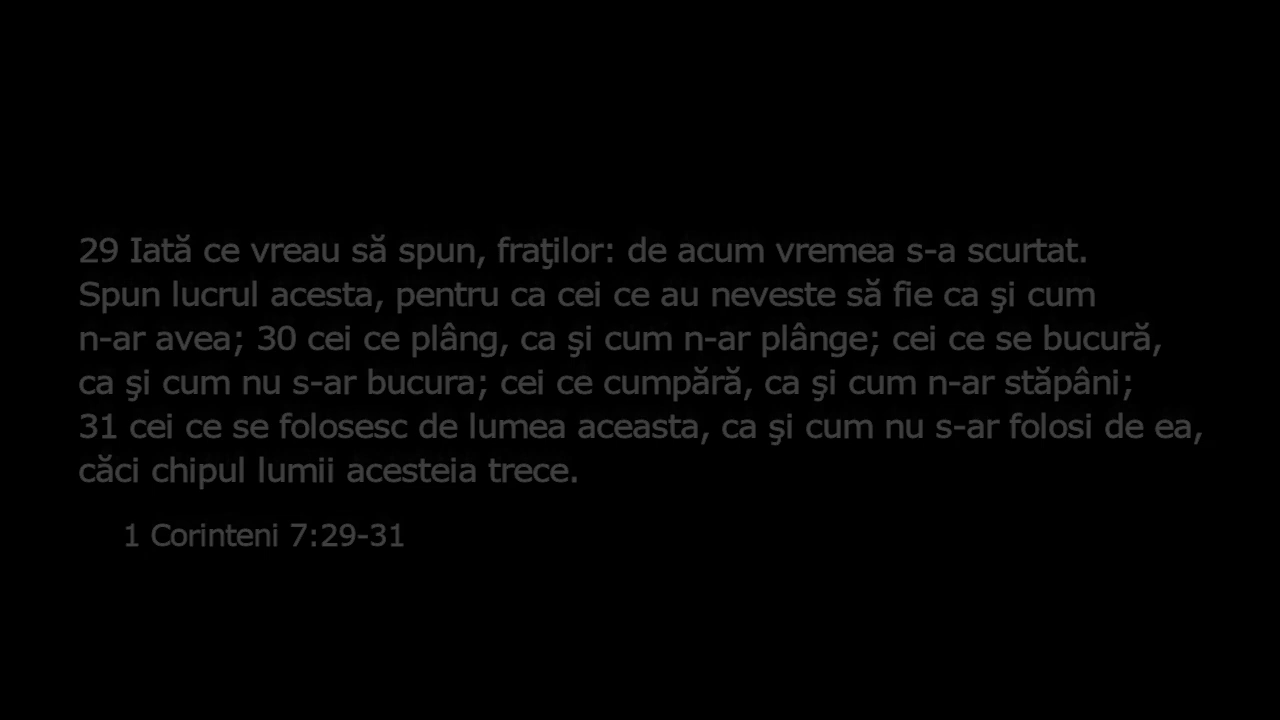 29 Iată ce vreau să spun, fraţilor: de acum vremea s-a scurtat.
Spun lucrul acesta, pentru ca cei ce au neveste să fie ca şi cum
n-ar avea; 30 cei ce plâng, ca şi cum n-ar plânge; cei ce se bucură,
ca şi cum nu s-ar bucura; cei ce cumpără, ca şi cum n-ar stăpâni;
31 cei ce se folosesc de lumea aceasta, ca şi cum nu s-ar folosi de ea,
căci chipul lumii acesteia trece.
1 Corinteni 7:29-31